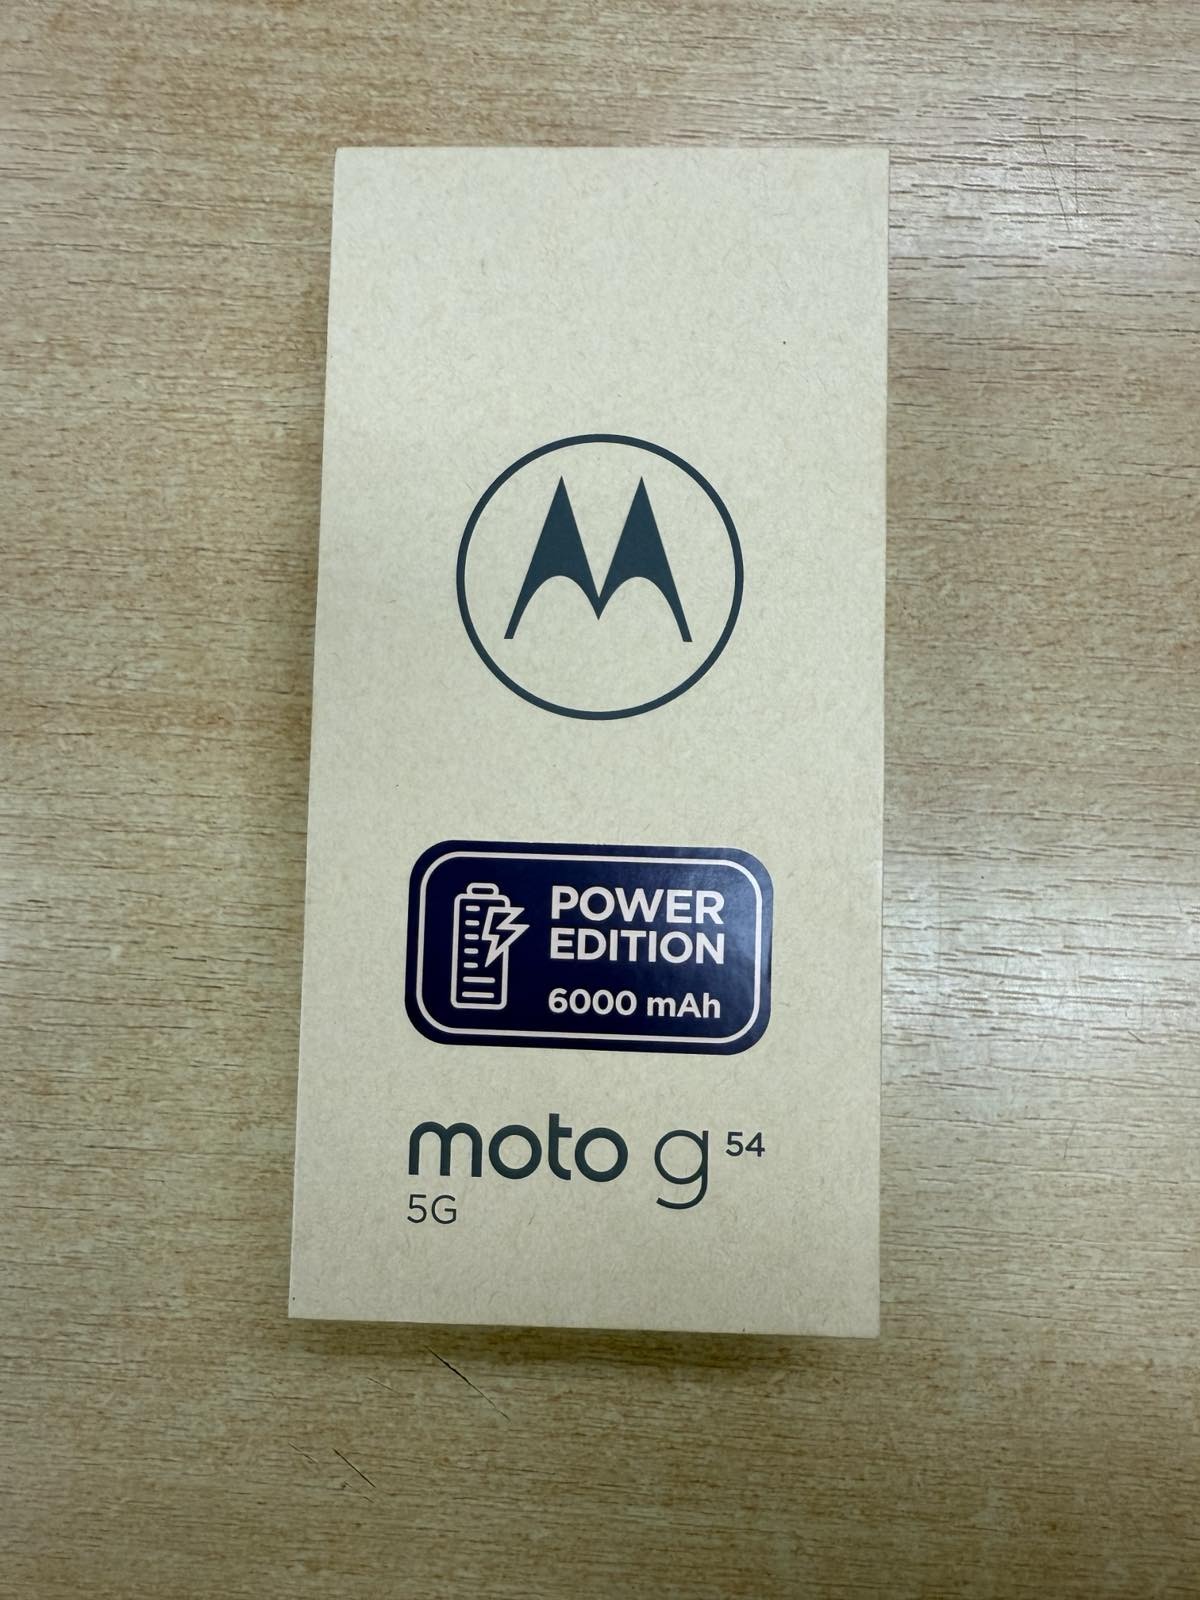 POWER
EDITION
6000 mAh
moto g 54
5G